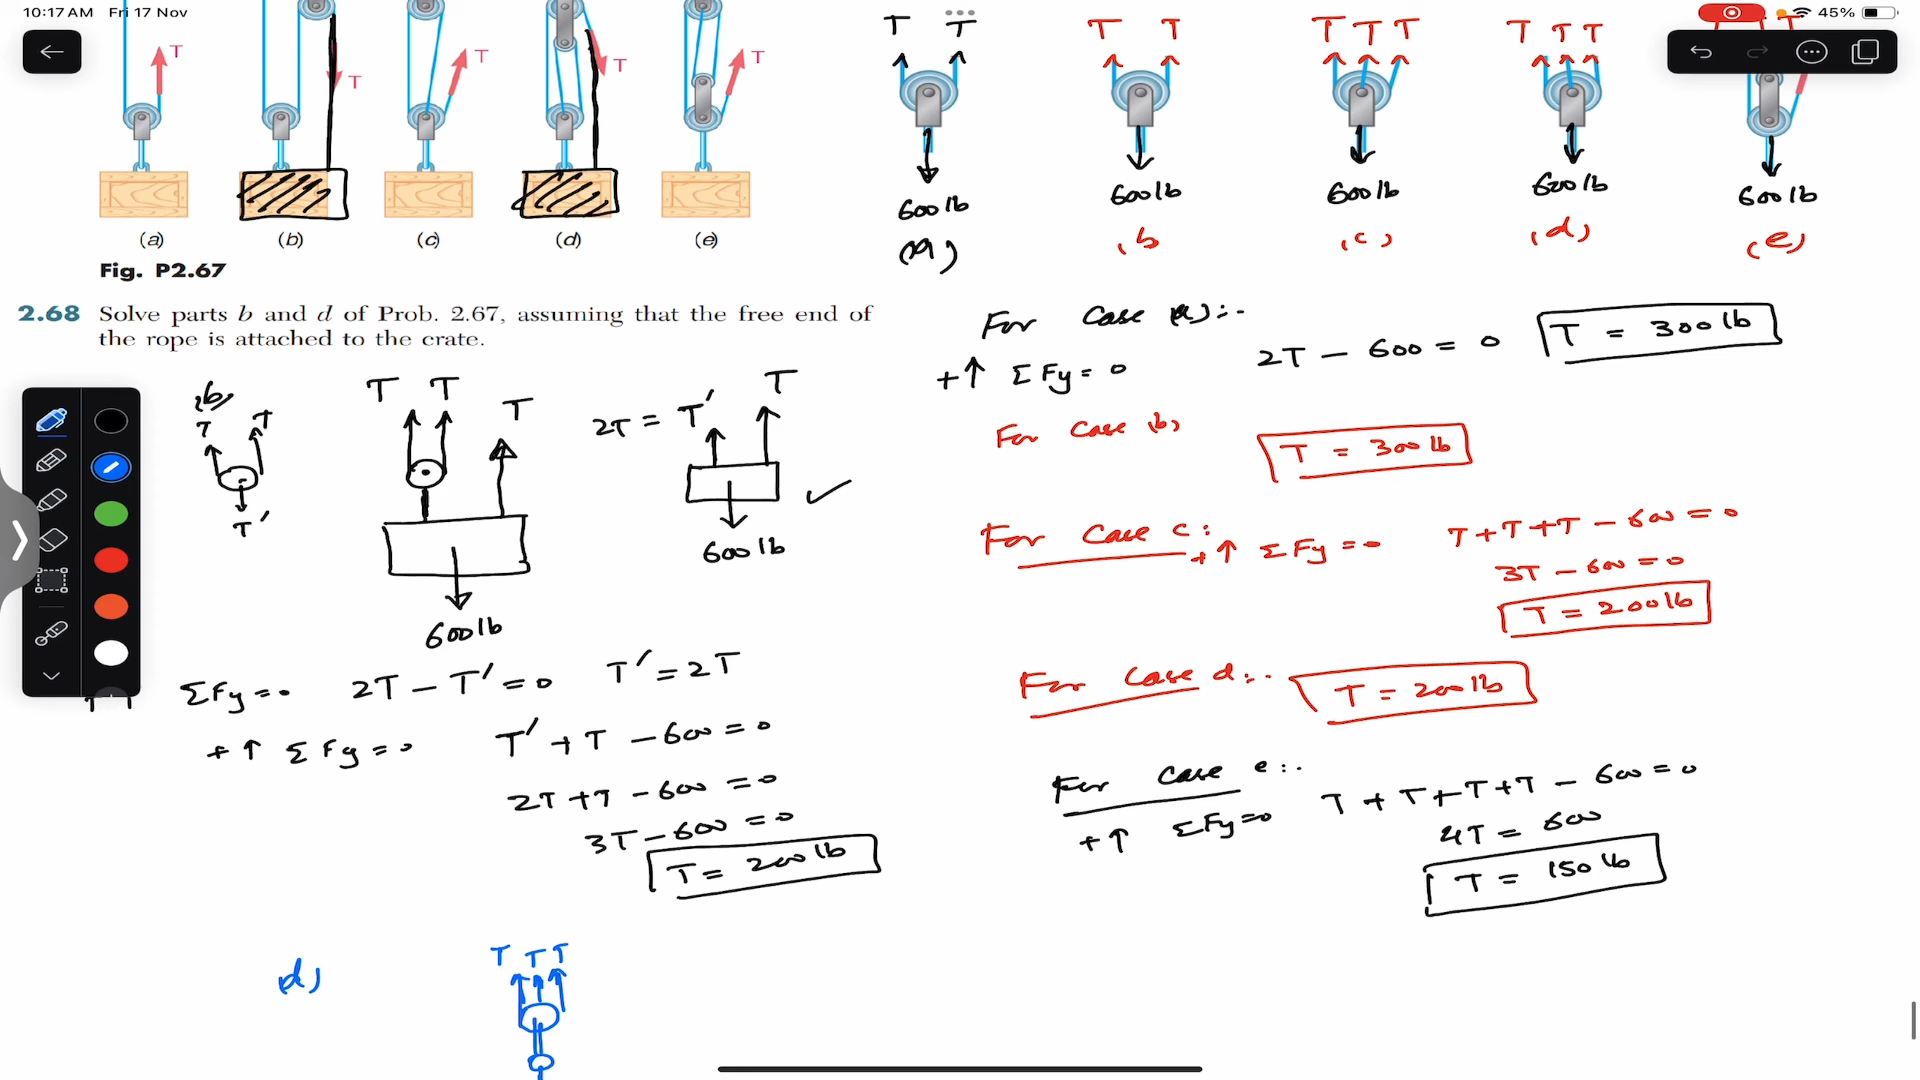 10:17 AM Fri 17 Nov
45%
T
T
T
T
T
(a) (b) (c) (d) (e)
Fig. P2.67
T T
T T
T T T
T T T
T
600 lb
600 lb
600 lb
600 lb
600 lb
(a)
(b
(c)
(d)
(e)
2.68 Solve parts b and d of Prob. 2.67, assuming that the free end of
the rope is attached to the crate.
(b)
T T
T'
T T T
600 lb
2T = T' T
600 lb
ΣFy = 0 2T - T' = 0 T' = 2T
+↑ ΣFy = 0 T' + T - 600 = 0
2T + T - 600 = 0
3T - 600 = 0
T = 200 lb
(d)
T T T
For Case (a):-
+↑ ΣFy = 0 2T - 600 = 0 T = 300 lb
For Case (b) T = 300 lb
For Case c: +↑ ΣFy = 0 T + T + T - 600 = 0
3T - 600 = 0
T = 200 lb
For Case d:- T = 200 lb
For Case e:-
+↑ ΣFy = 0 T + T + T + T - 600 = 0
4T = 600
T = 150 lb